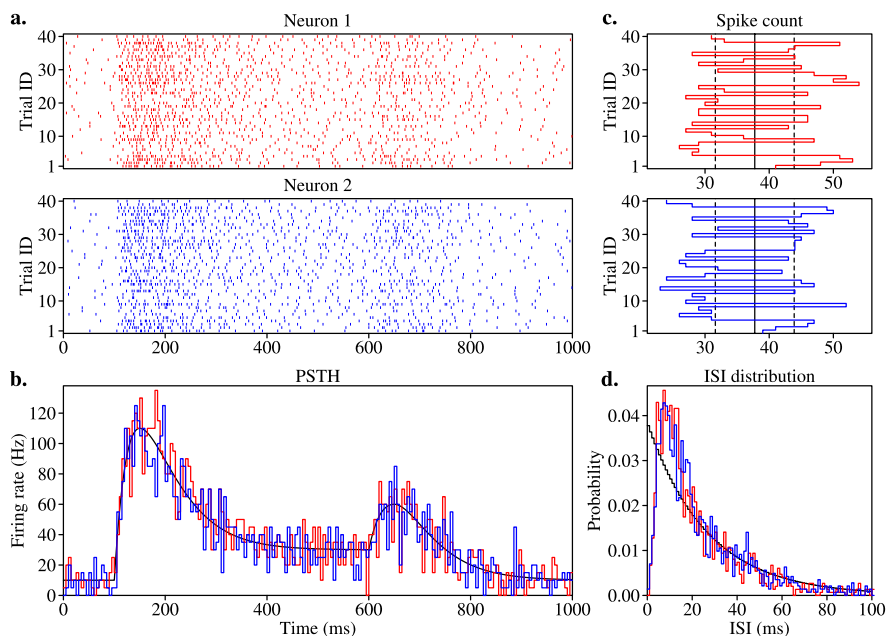 a.
Neuron 1
Trial ID
40
30
20
10
1
Neuron 2
Trial ID
40
30
20
10
1
0 200 400 600 800 1000
c.
Spike count
Trial ID
40
30
20
10
1
30 40 50
Trial ID
40
30
20
10
1
30 40 50
b.
PSTH
Firing rate (Hz)
120
100
80
60
40
20
0
0 200 400 600 800 1000
Time (ms)
d.
ISI distribution
Probability
0.04
0.03
0.02
0.01
0.00
0 20 40 60 80 100
ISI (ms)